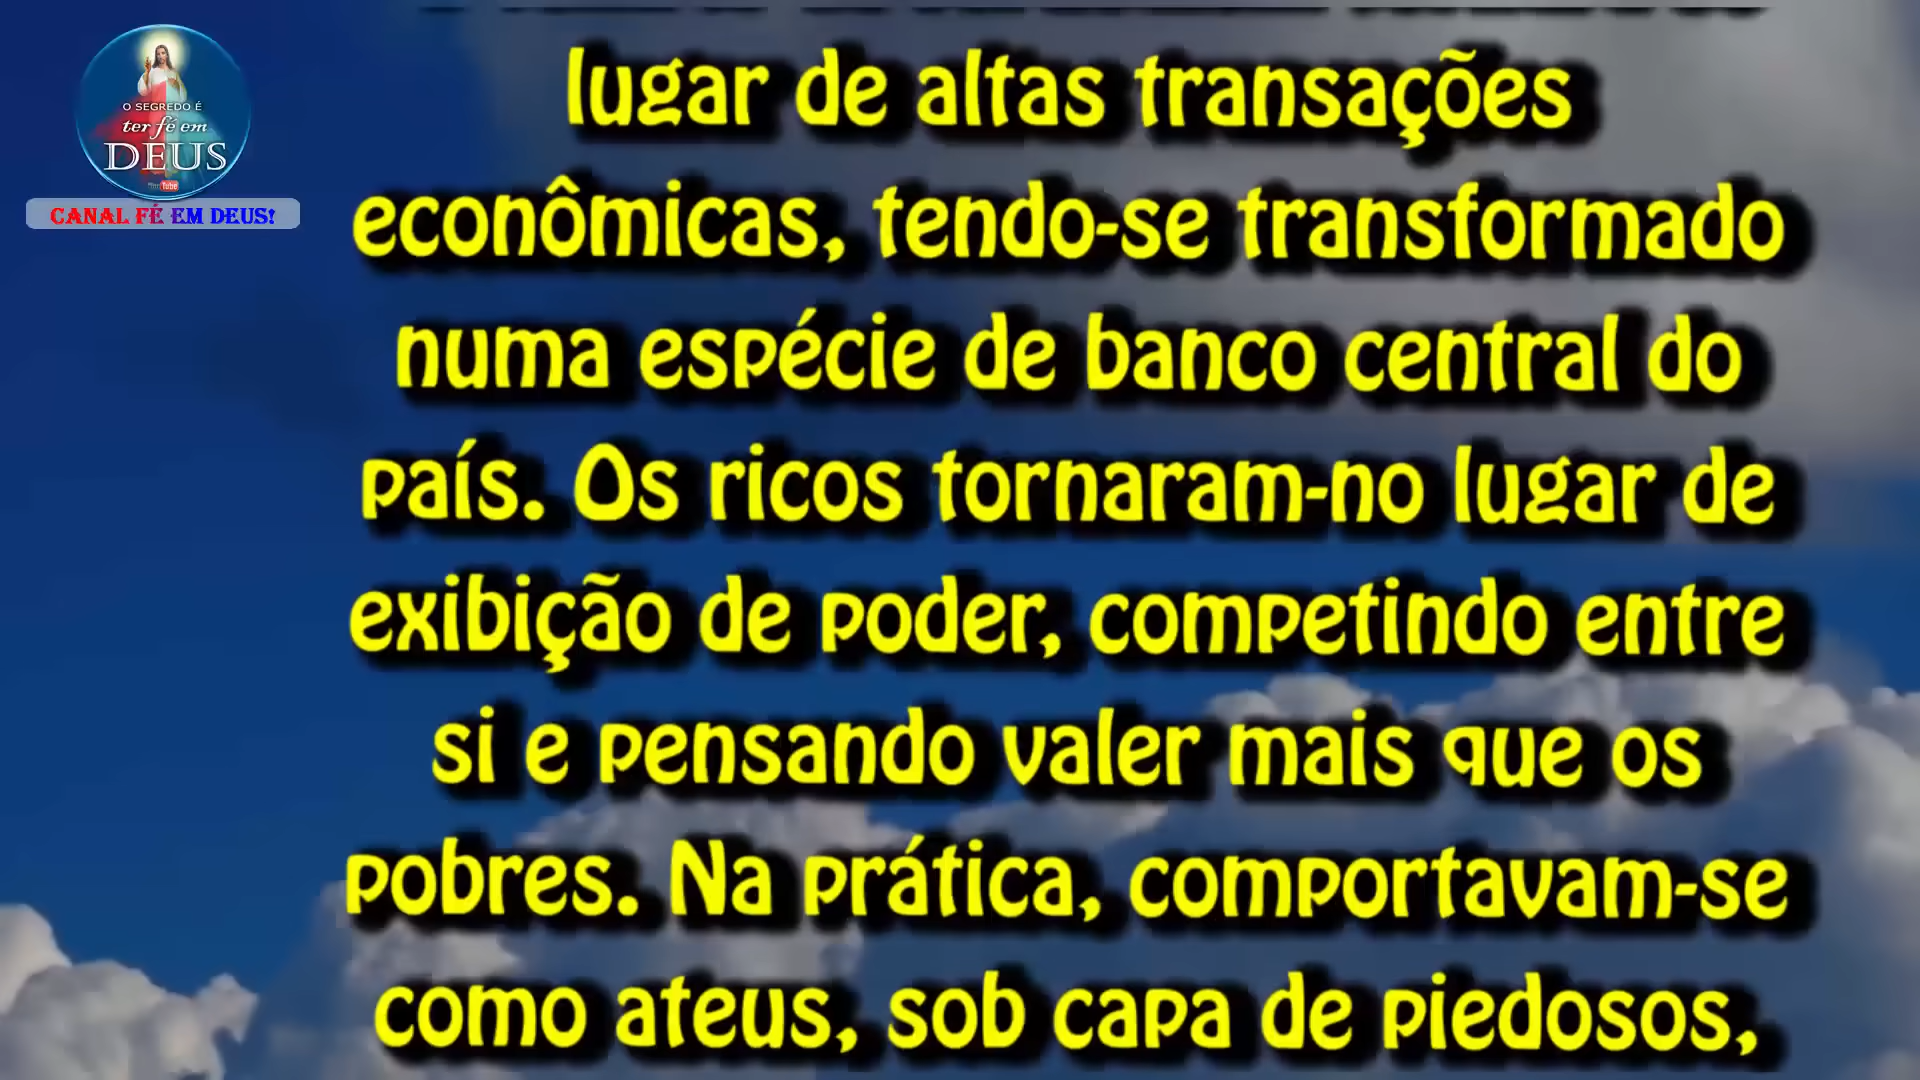 O SEGREDO É
ter fé em
DEUS
YouTube
CANAL FÉ EM DEUS!
lugar de altas transações
econômicas, tendo-se transformado
numa espécie de banco central do
país. Os ricos tornaram-no lugar de
exibição de poder, competindo entre
si e pensando valer mais que os
pobres. Na prática, comportavam-se
como ateus, sob capa de piedosos,